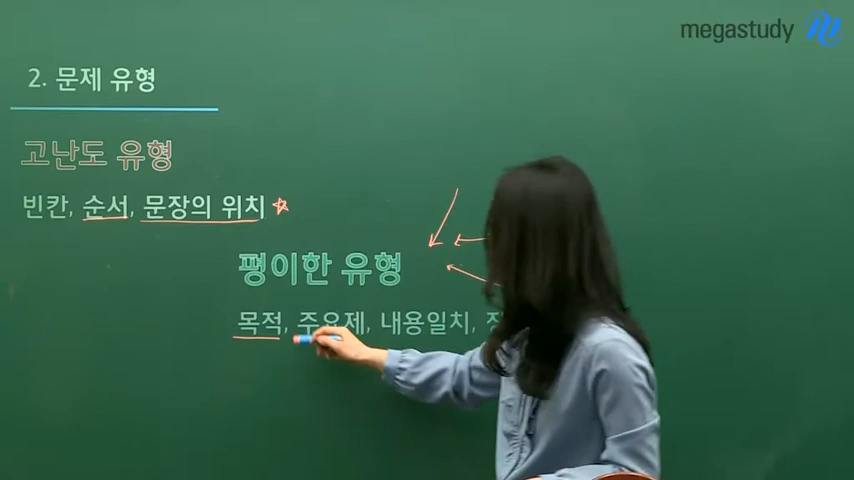 megastudy
2. 문제 유형
고난도 유형
빈칸, 순서, 문장의 위치
평이한 유형
목적, 주요제, 내용일치,